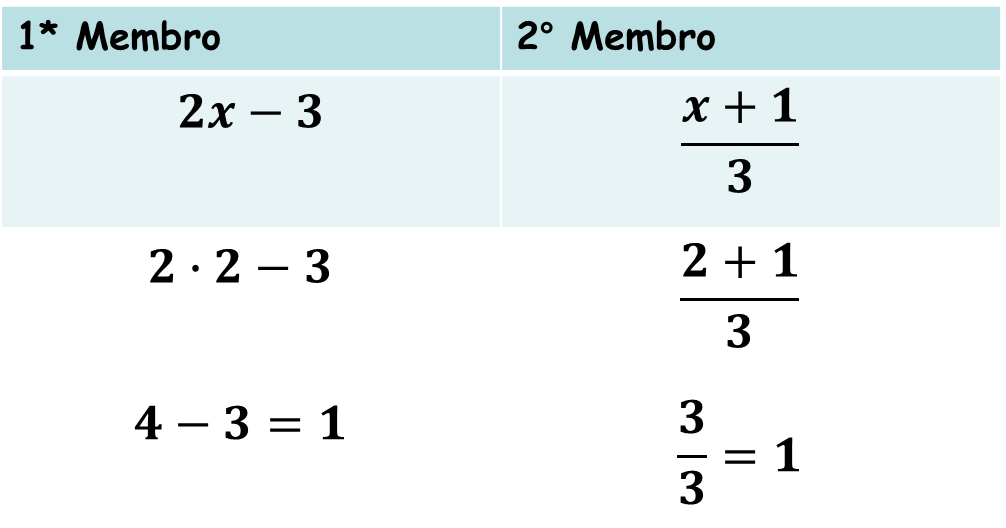 1* Membro 2° Membro
2x − 3
x + 1
3
2 · 2 − 3
2 + 1
3
4 − 3 = 1
3
3 = 1